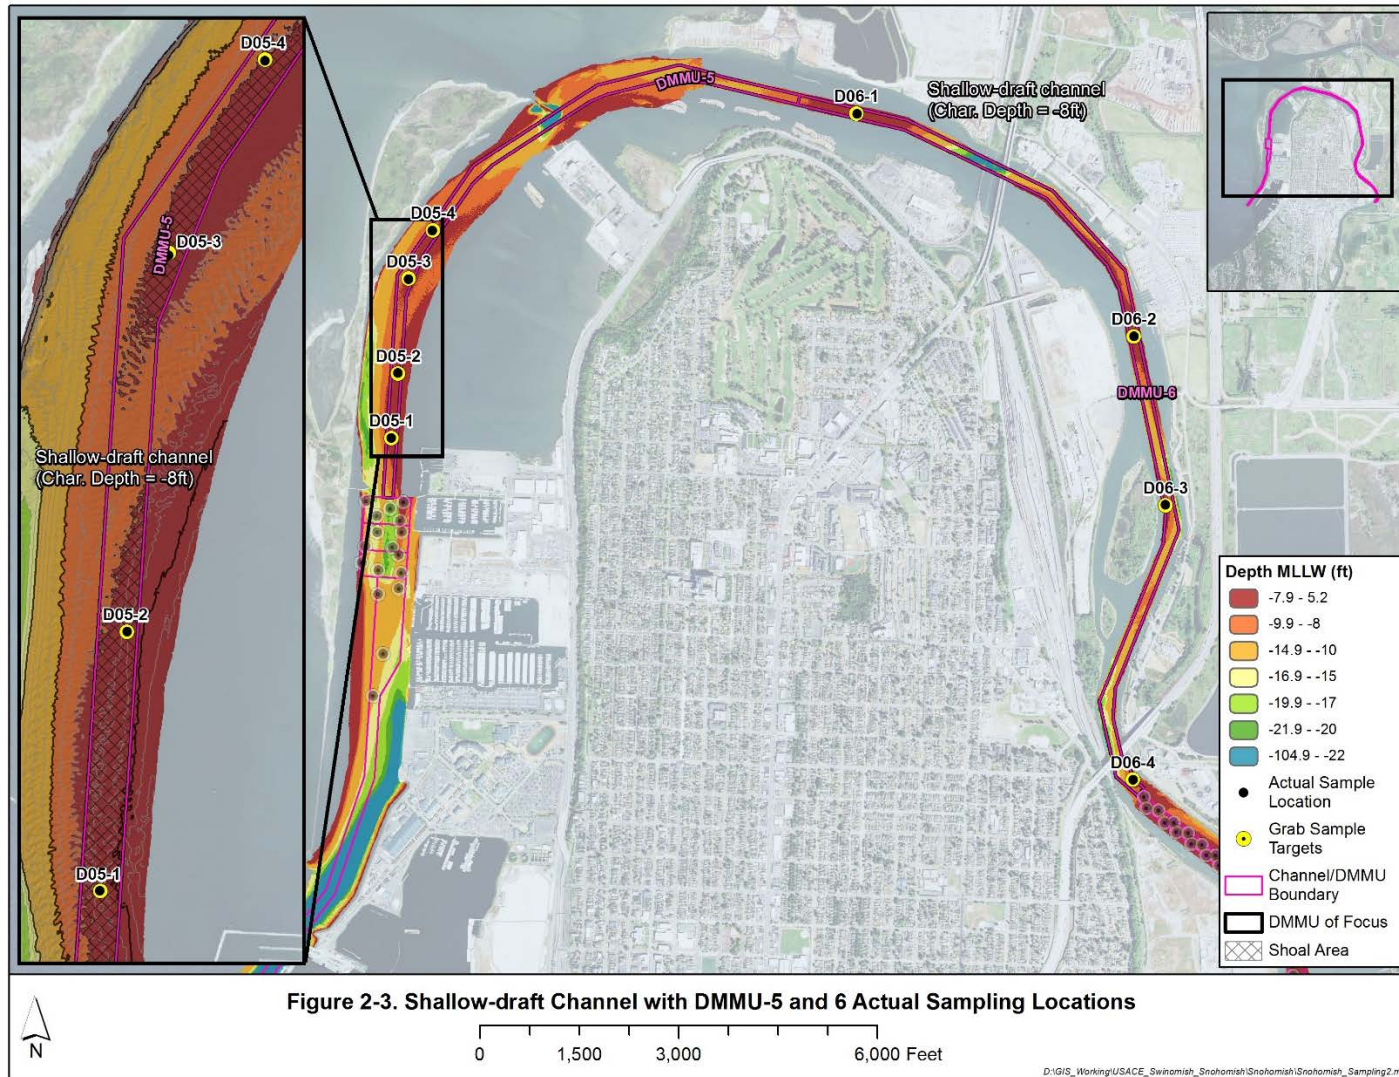 D05-4
DMMU-5
D05-3
Shallow-draft channel
(Char. Depth = -8ft)
D05-2
D05-1
DMMU-5
D06-1
Shallow-draft channel
(Char. Depth = -8ft)
D05-4
D05-3
D05-2
D05-1
D06-2
DMMU-6
D06-3
D06-4
Depth MLLW (ft)
-7.9 - 5.2
-9.9 - -8
-14.9 - -10
-16.9 - -15
-19.9 - -17
-21.9 - -20
-104.9 - -22
Actual Sample
Location
Grab Sample
Targets
Channel/DMMU
Boundary
DMMU of Focus
Shoal Area
Figure 2-3. Shallow-draft Channel with DMMU-5 and 6 Actual Sampling Locations
N
0 1,500 3,000 6,000 Feet
D:\GIS_Working\USACE_Swinomish_Snohomish\Snohomish\Snohomish_Sampling2.m